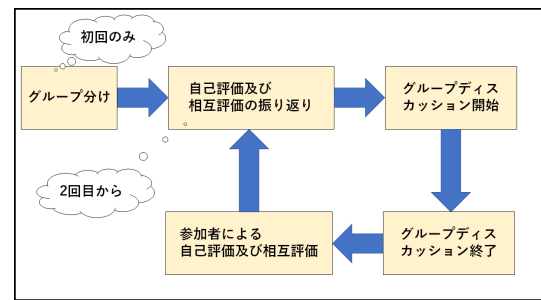 初回のみ
グループ分け
自己評価及び
相互評価の振り返り
グループディス
カッション開始
2回目から
参加者による
自己評価及び相互評価
グループディス
カッション終了